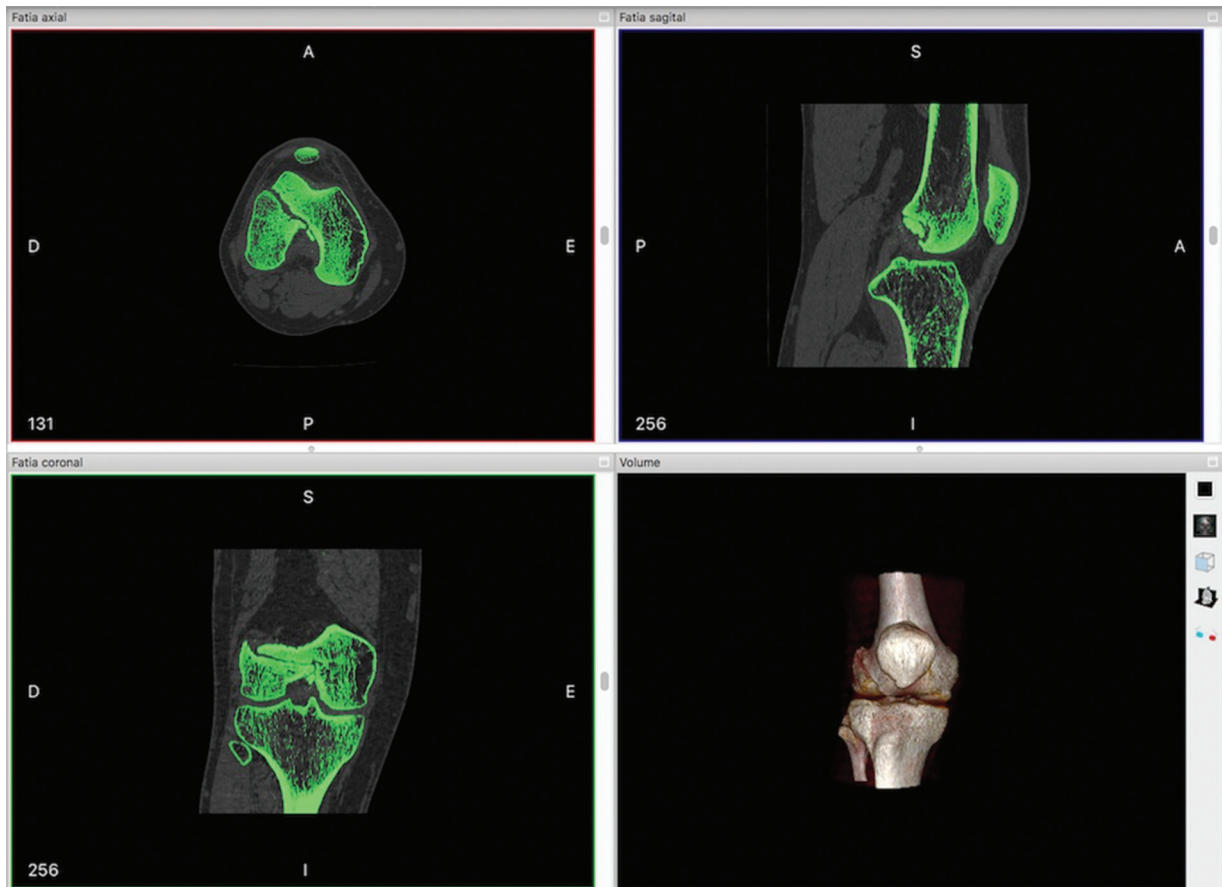 Fatia axial
A
D
E
131
P
Fatia sagital
S
P
A
256
I
Fatia coronal
S
D
E
256
I
Volume